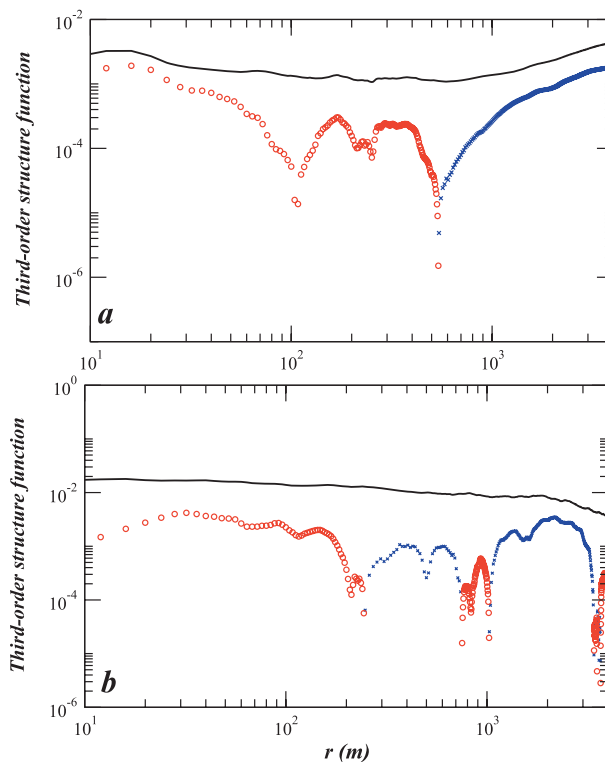 10^-2
10^-4
10^-6
Third-order structure function
a
10^1 10^2 10^3
10^0
10^-2
10^-4
10^-6
Third-order structure function
b
10^1 10^2 10^3
r (m)